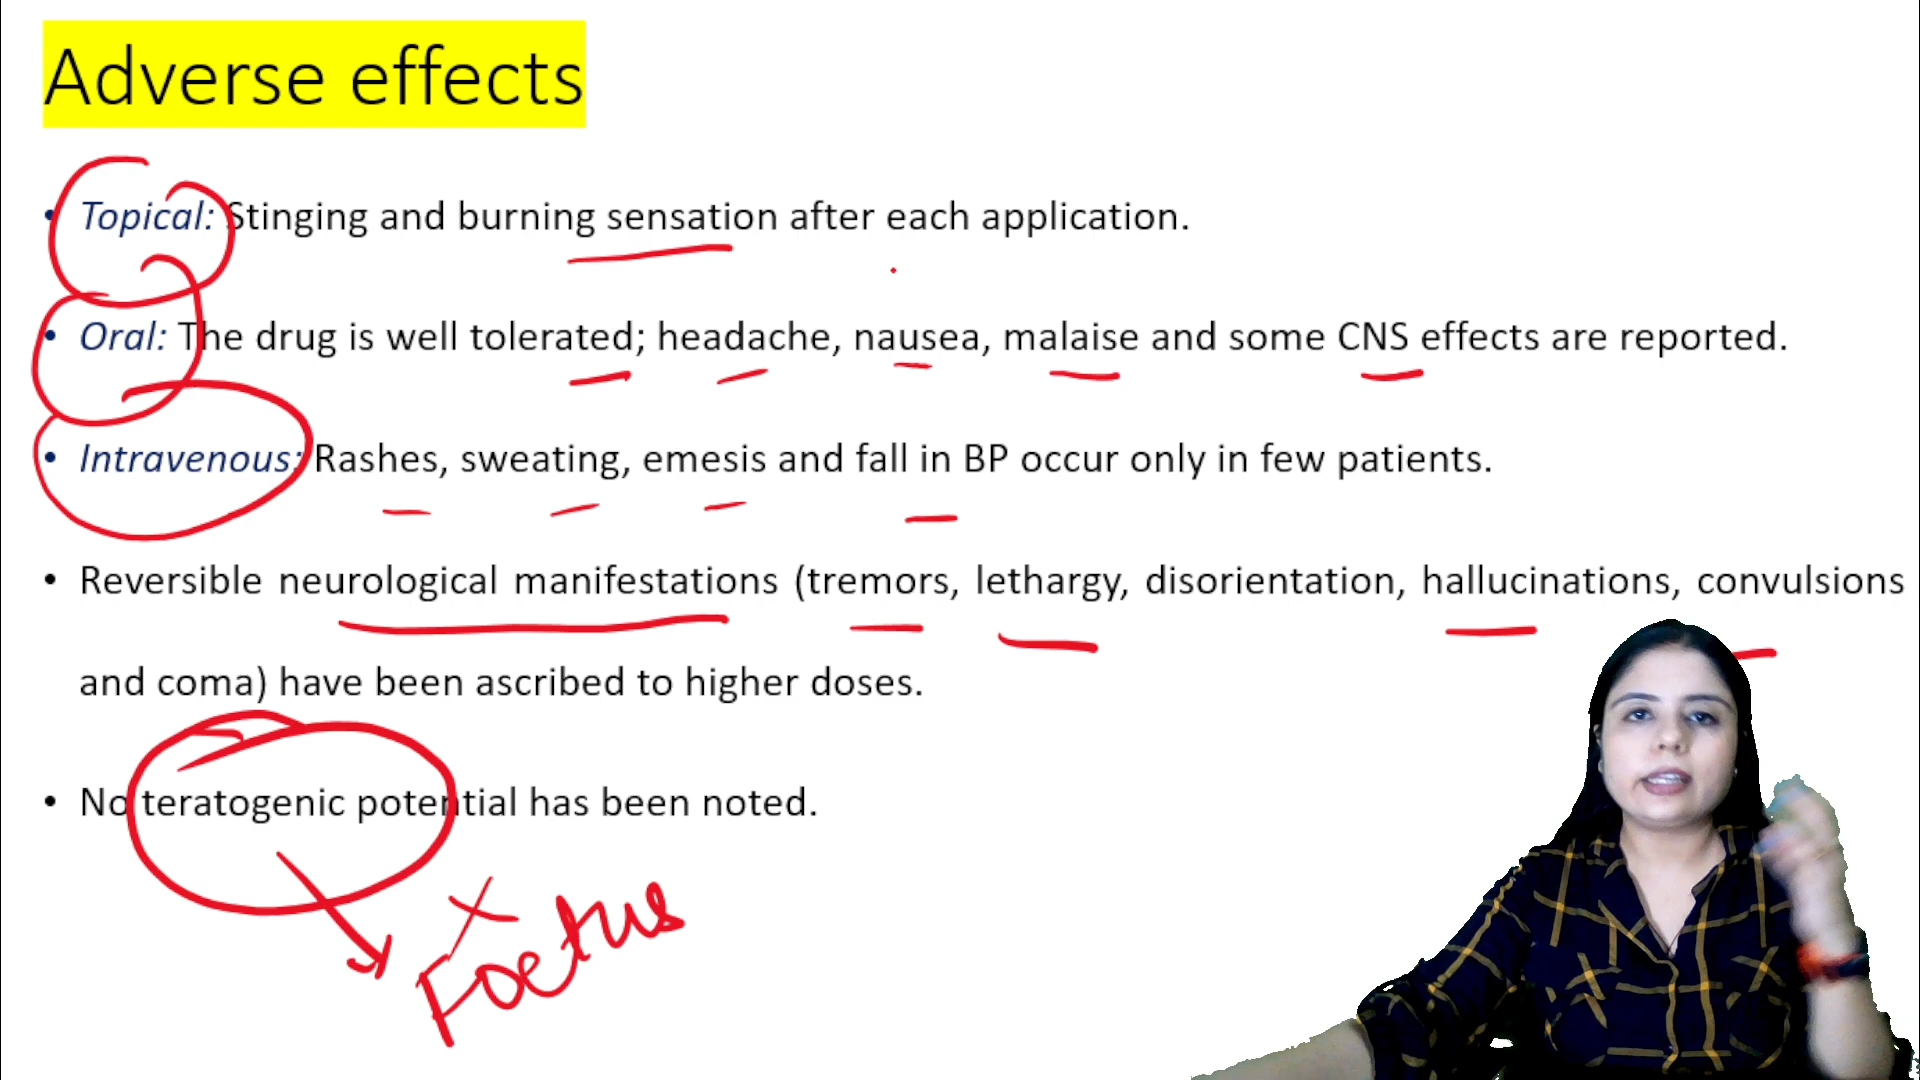 Adverse effects
• Topical: Stinging and burning sensation after each application.
• Oral: The drug is well tolerated; headache, nausea, malaise and some CNS effects are reported.
• Intravenous: Rashes, sweating, emesis and fall in BP occur only in few patients.
• Reversible neurological manifestations (tremors, lethargy, disorientation, hallucinations, convulsions
and coma) have been ascribed to higher doses.
• No teratogenic potential has been noted.
Foetus